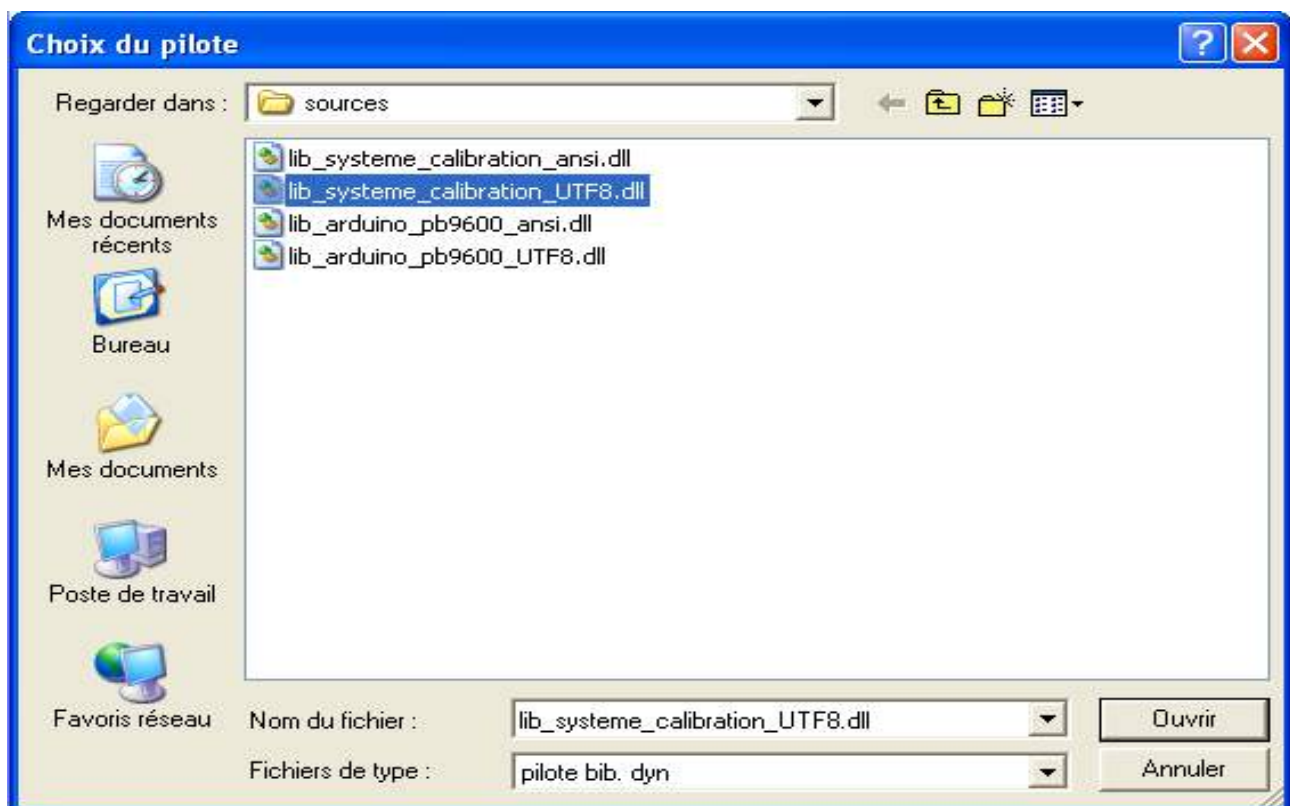 Choix du pilote
Regarder dans :
sources
Mes documents
récents
Bureau
Mes documents
Poste de travail
Favoris réseau
lib_systeme_calibration_ansi.dll
lib_systeme_calibration_UTF8.dll
lib_arduino_pb9600_ansi.dll
lib_arduino_pb9600_UTF8.dll
Nom du fichier :
lib_systeme_calibration_UTF8.dll
Ouvrir
Fichiers de type :
pilote bib. dyn
Annuler